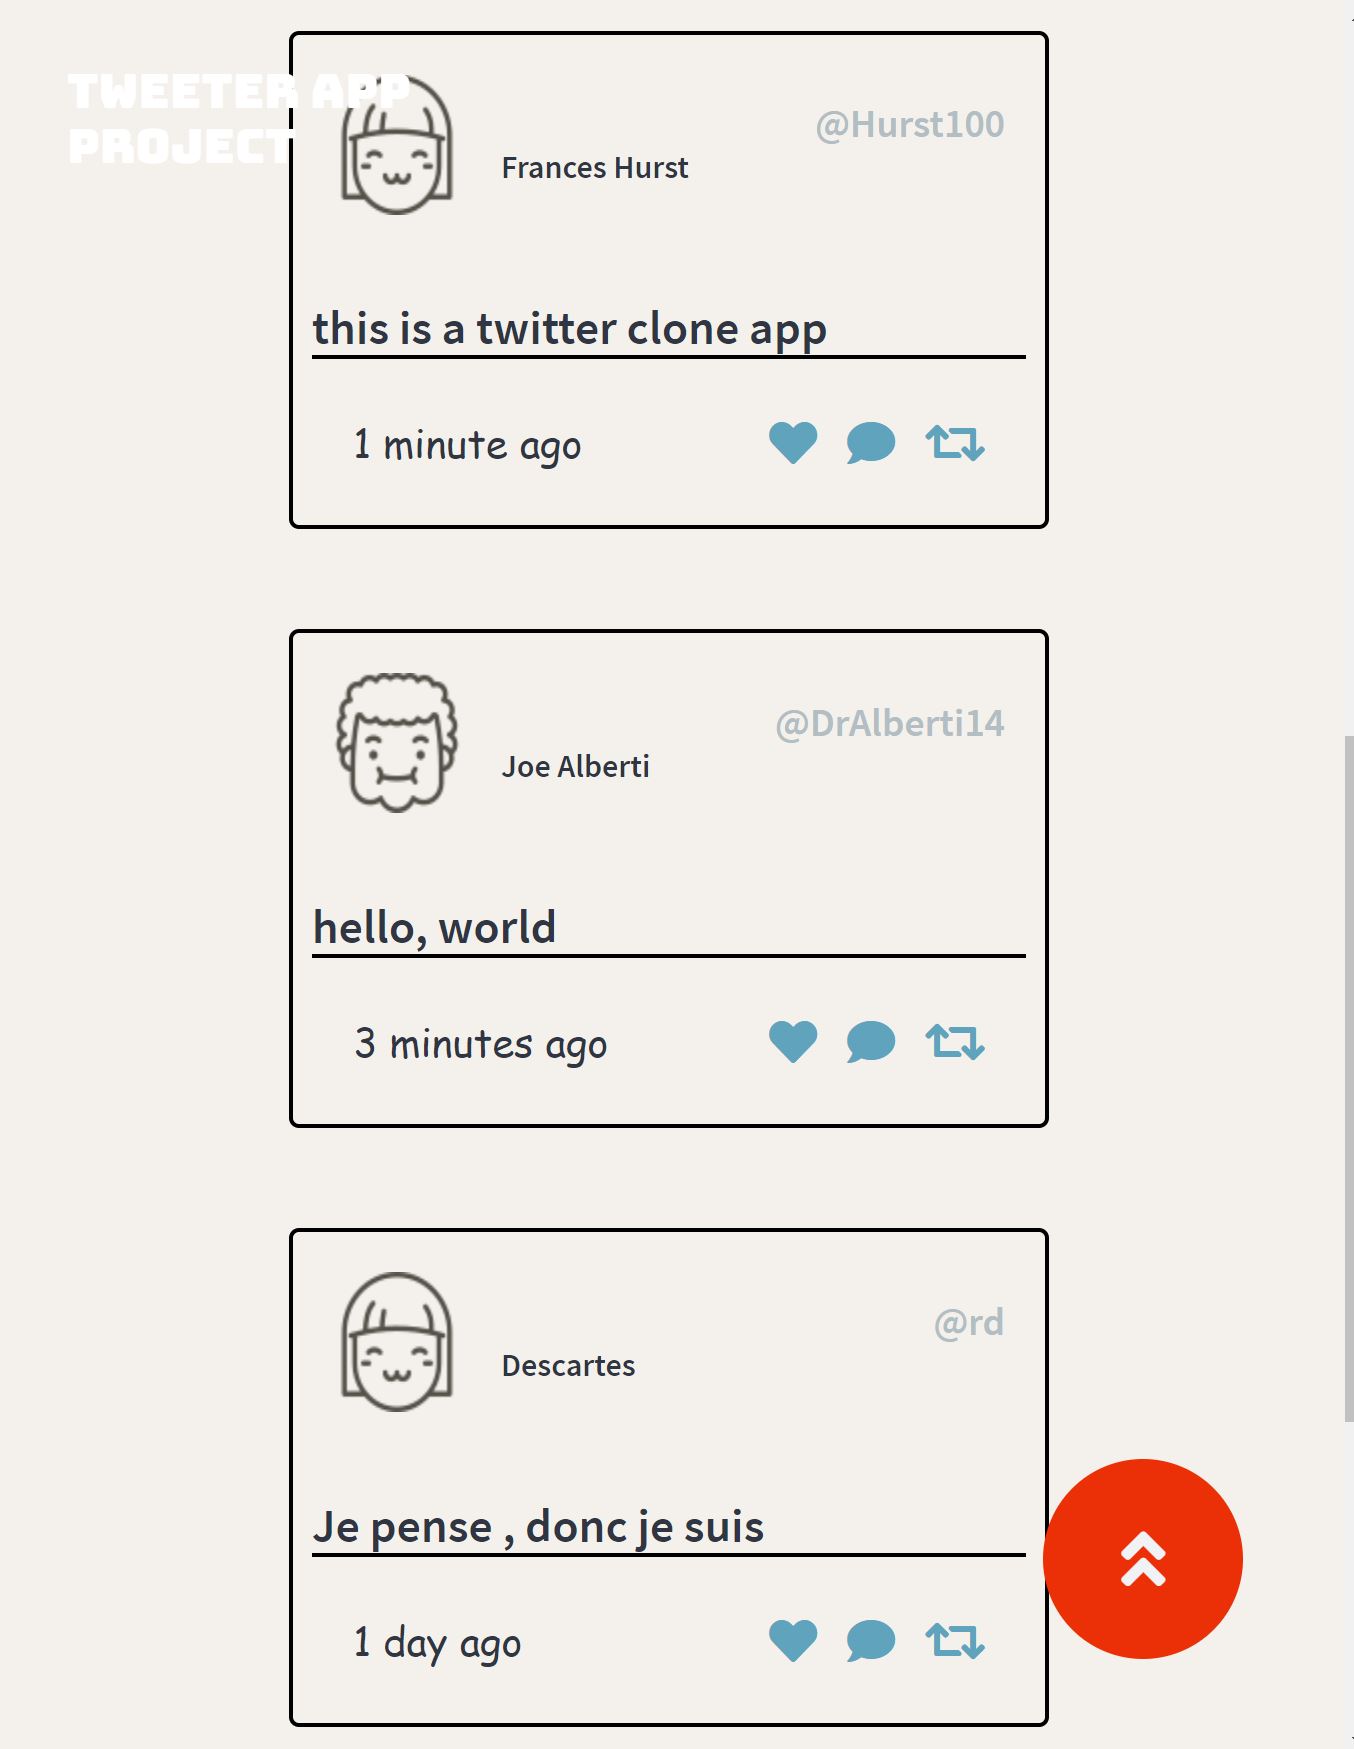 TWEETER APP
PROJECT
@Hurst100
Frances Hurst
this is a twitter clone app
1 minute ago
@DrAlberti14
Joe Alberti
hello, world
3 minutes ago
@rd
Descartes
Je pense , donc je suis
1 day ago